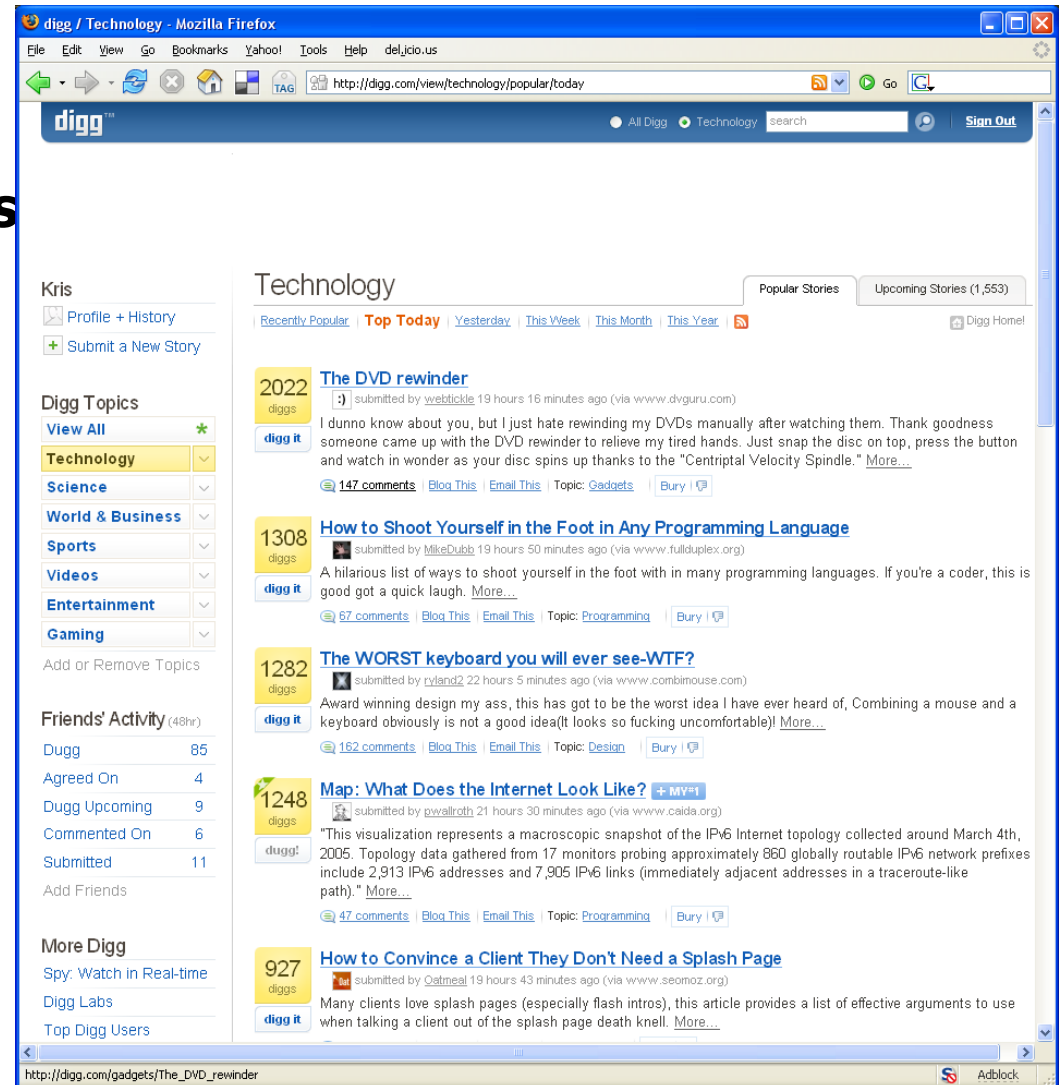 digg / Technology - Mozilla Firefox
File Edit View Go Bookmarks Yahoo! Tools Help del.icio.us
TAG http://digg.com/view/technology/popular/today Go G
digg™ All Digg Technology search Sign Out
s
Kris
Profile + History
Submit a New Story
Digg Topics
View All *
Technology
Science
World & Business
Sports
Videos
Entertainment
Gaming
Add or Remove Topics
Friends' Activity (48hr)
Dugg 85
Agreed On 4
Dugg Upcoming 9
Commented On 6
Submitted 11
Add Friends
More Digg
Spy: Watch in Real-time
Digg Labs
Top Digg Users
Technology
Popular Stories Upcoming Stories (1,553)
Recently Popular | Top Today | Yesterday | This Week | This Month | This Year | Digg Home!
2022
diggs
digg it
The DVD rewinder
:) submitted by webtickle 19 hours 16 minutes ago (via www.dvguru.com)
I dunno know about you, but I just hate rewinding my DVDs manually after watching them. Thank goodness
someone came up with the DVD rewinder to relieve my tired hands. Just snap the disc on top, press the button
and watch in wonder as your disc spins up thanks to the "Centriptal Velocity Spindle." More...
147 comments | Blog This | Email This | Topic: Gadgets | Bury |
1308
diggs
digg it
How to Shoot Yourself in the Foot in Any Programming Language
submitted by MikeDubb 19 hours 50 minutes ago (via www.fullduplex.org)
A hilarious list of ways to shoot yourself in the foot with in many programming languages. If you're a coder, this is
good got a quick laugh. More...
67 comments | Blog This | Email This | Topic: Programming | Bury |
1282
diggs
digg it
The WORST keyboard you will ever see-WTF?
submitted by ryland2 22 hours 5 minutes ago (via www.combimouse.com)
Award winning design my ass, this has got to be the worst idea I have ever heard of, Combining a mouse and a
keyboard obviously is not a good idea(It looks so fucking uncomfortable)! More...
162 comments | Blog This | Email This | Topic: Design | Bury |
1248
diggs
dugg!
Map: What Does the Internet Look Like? + MY#1
submitted by pwallroth 21 hours 30 minutes ago (via www.caida.org)
"This visualization represents a macroscopic snapshot of the IPv6 Internet topology collected around March 4th,
2005. Topology data gathered from 17 monitors probing approximately 860 globally routable IPv6 network prefixes
include 2,913 IPv6 addresses and 7,905 IPv6 links (immediately adjacent addresses in a traceroute-like
path)." More...
47 comments | Blog This | Email This | Topic: Programming | Bury |
927
diggs
digg it
How to Convince a Client They Don't Need a Splash Page
submitted by Oatmeal 19 hours 43 minutes ago (via www.seomoz.org)
Many clients love splash pages (especially flash intros), this article provides a list of effective arguments to use
when talking a client out of the splash page death knell. More...
http://digg.com/gadgets/The_DVD_rewinder Adblock